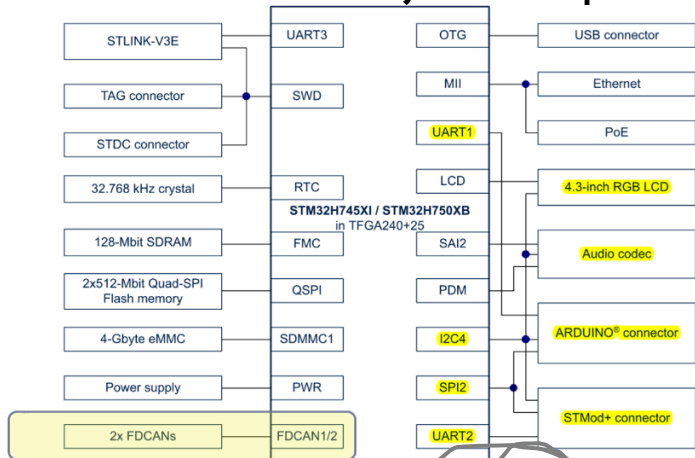 STLINK-V3E
UART3
OTG
USB connector
TAG connector
SWD
MII
Ethernet
STDC connector
UART1
PoE
32.768 kHz crystal
RTC
LCD
4.3-inch RGB LCD
STM32H745XI / STM32H750XB
in TFGA240+25
128-Mbit SDRAM
FMC
SAI2
Audio codec
2x512-Mbit Quad-SPI
Flash memory
QSPI
PDM
4-Gbyte eMMC
SDMMC1
I2C4
ARDUINO® connector
Power supply
PWR
SPI2
STMod+ connector
2x FDCANs
FDCAN1/2
UART2